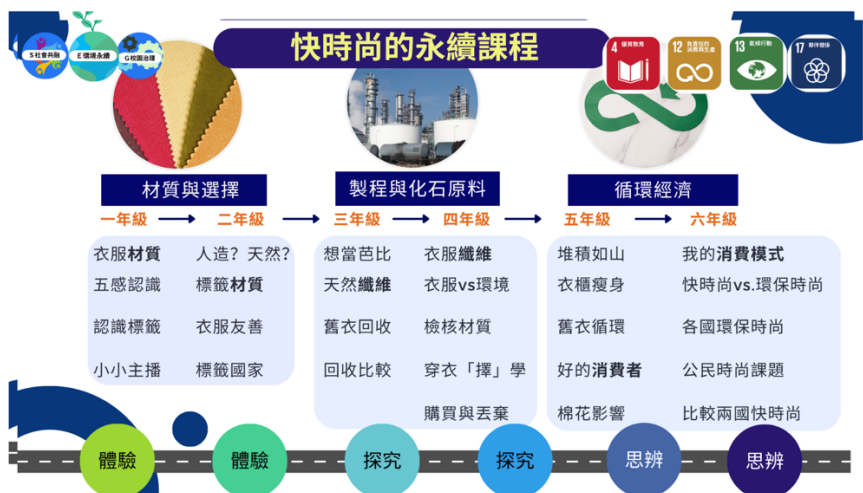 快時尚的永續課程
S社會共融
E環境永續
G校園治理
4 優質教育
12 負責任的
消費與生產
13 氣候行動
17 夥伴關係
材質與選擇
製程與化石原料
循環經濟
一年級
二年級
三年級
四年級
五年級
六年級
衣服材質
五感認識
認識標籤
小小主播
人造？天然？
標籤材質
衣服友善
標籤國家
想當芭比
天然纖維
舊衣回收
回收比較
衣服纖維
衣服vs環境
檢核材質
穿衣「擇」學
購買與丟棄
堆積如山
衣櫃瘦身
舊衣循環
好的消費者
棉花影響
我的消費模式
快時尚vs.環保時尚
各國環保時尚
公民時尚課題
比較兩國快時尚
體驗
體驗
探究
探究
思辨
思辨